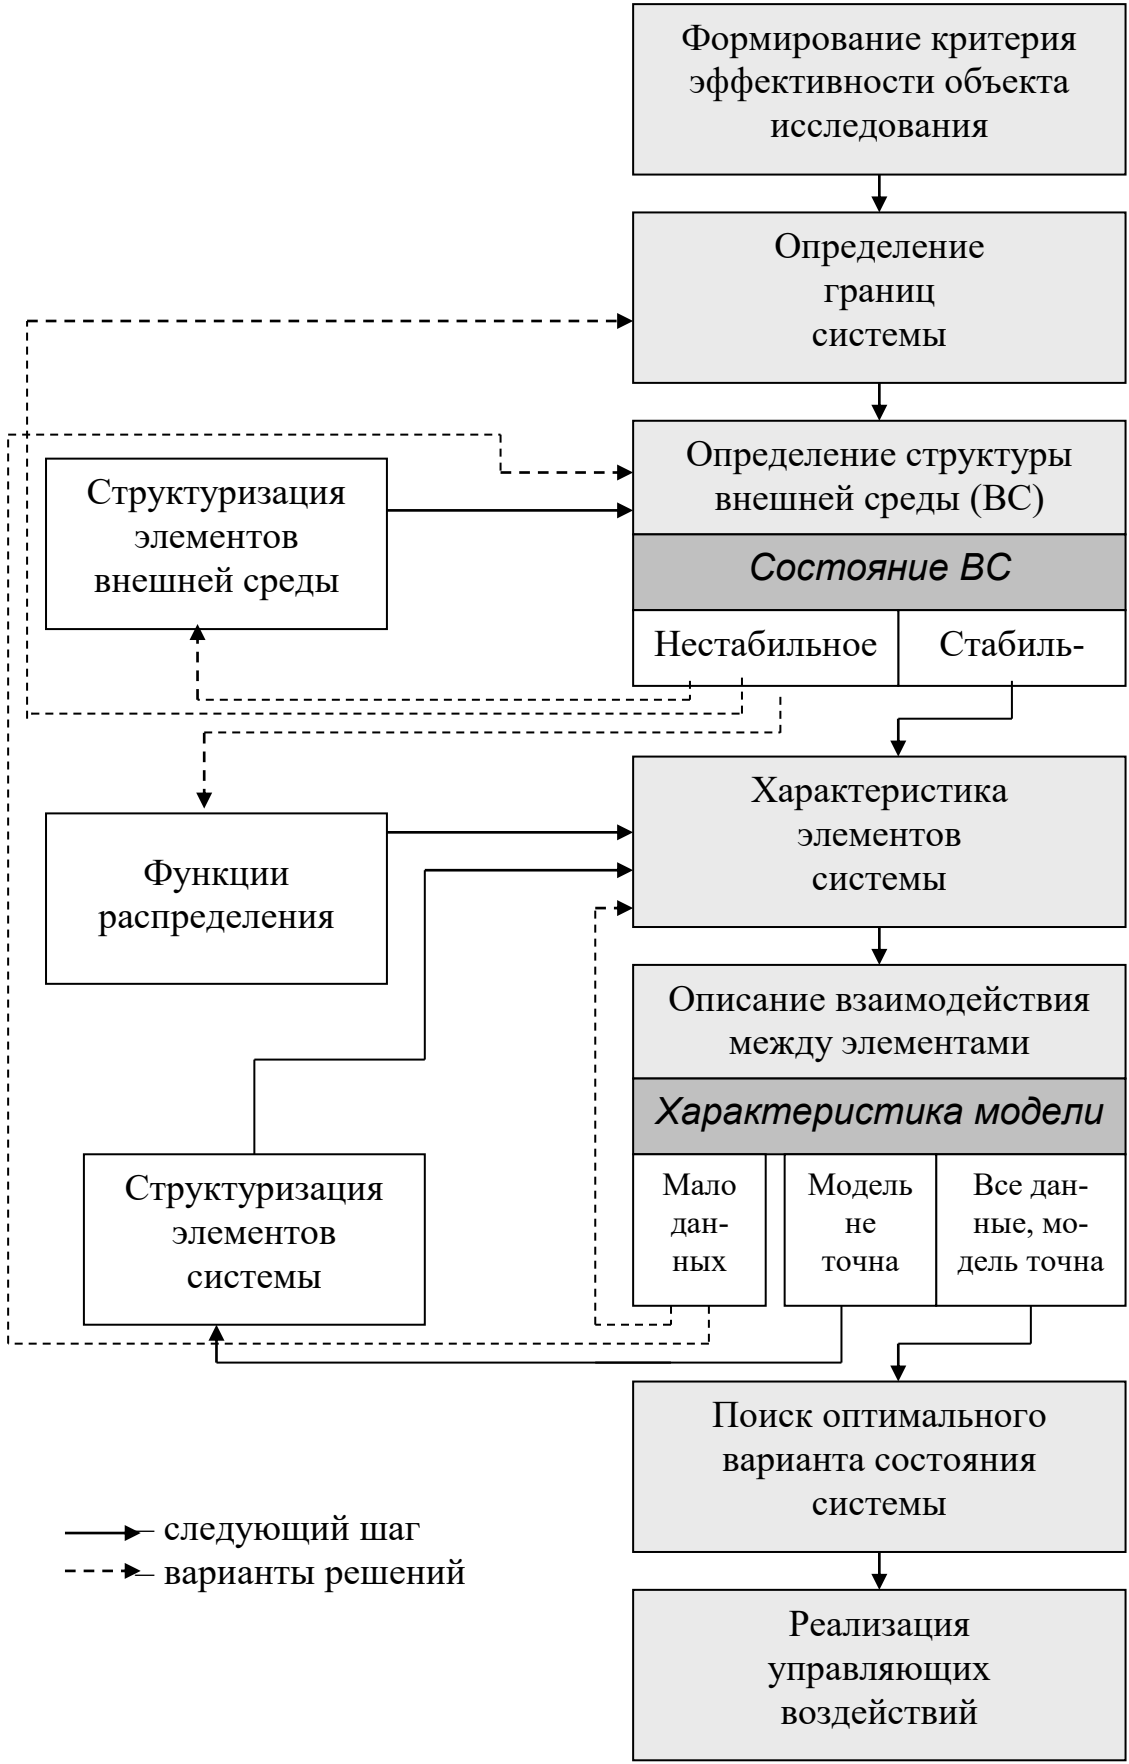 Формирование критерия
эффективности объекта
исследования
Определение
границ
системы
Определение структуры
внешней среды (ВС)
Структуризация
элементов
внешней среды
Состояние ВС
Нестабильное
Стабиль-
Характеристика
элементов
системы
Функции
распределения
Описание взаимодействия
между элементами
Характеристика модели
Мало
дан-
ных
Модель
не
точна
Все дан-
ные, мо-
дель точна
Структуризация
элементов
системы
Поиск оптимального
варианта состояния
системы
– следующий шаг
– варианты решений
Реализация
управляющих
воздействий